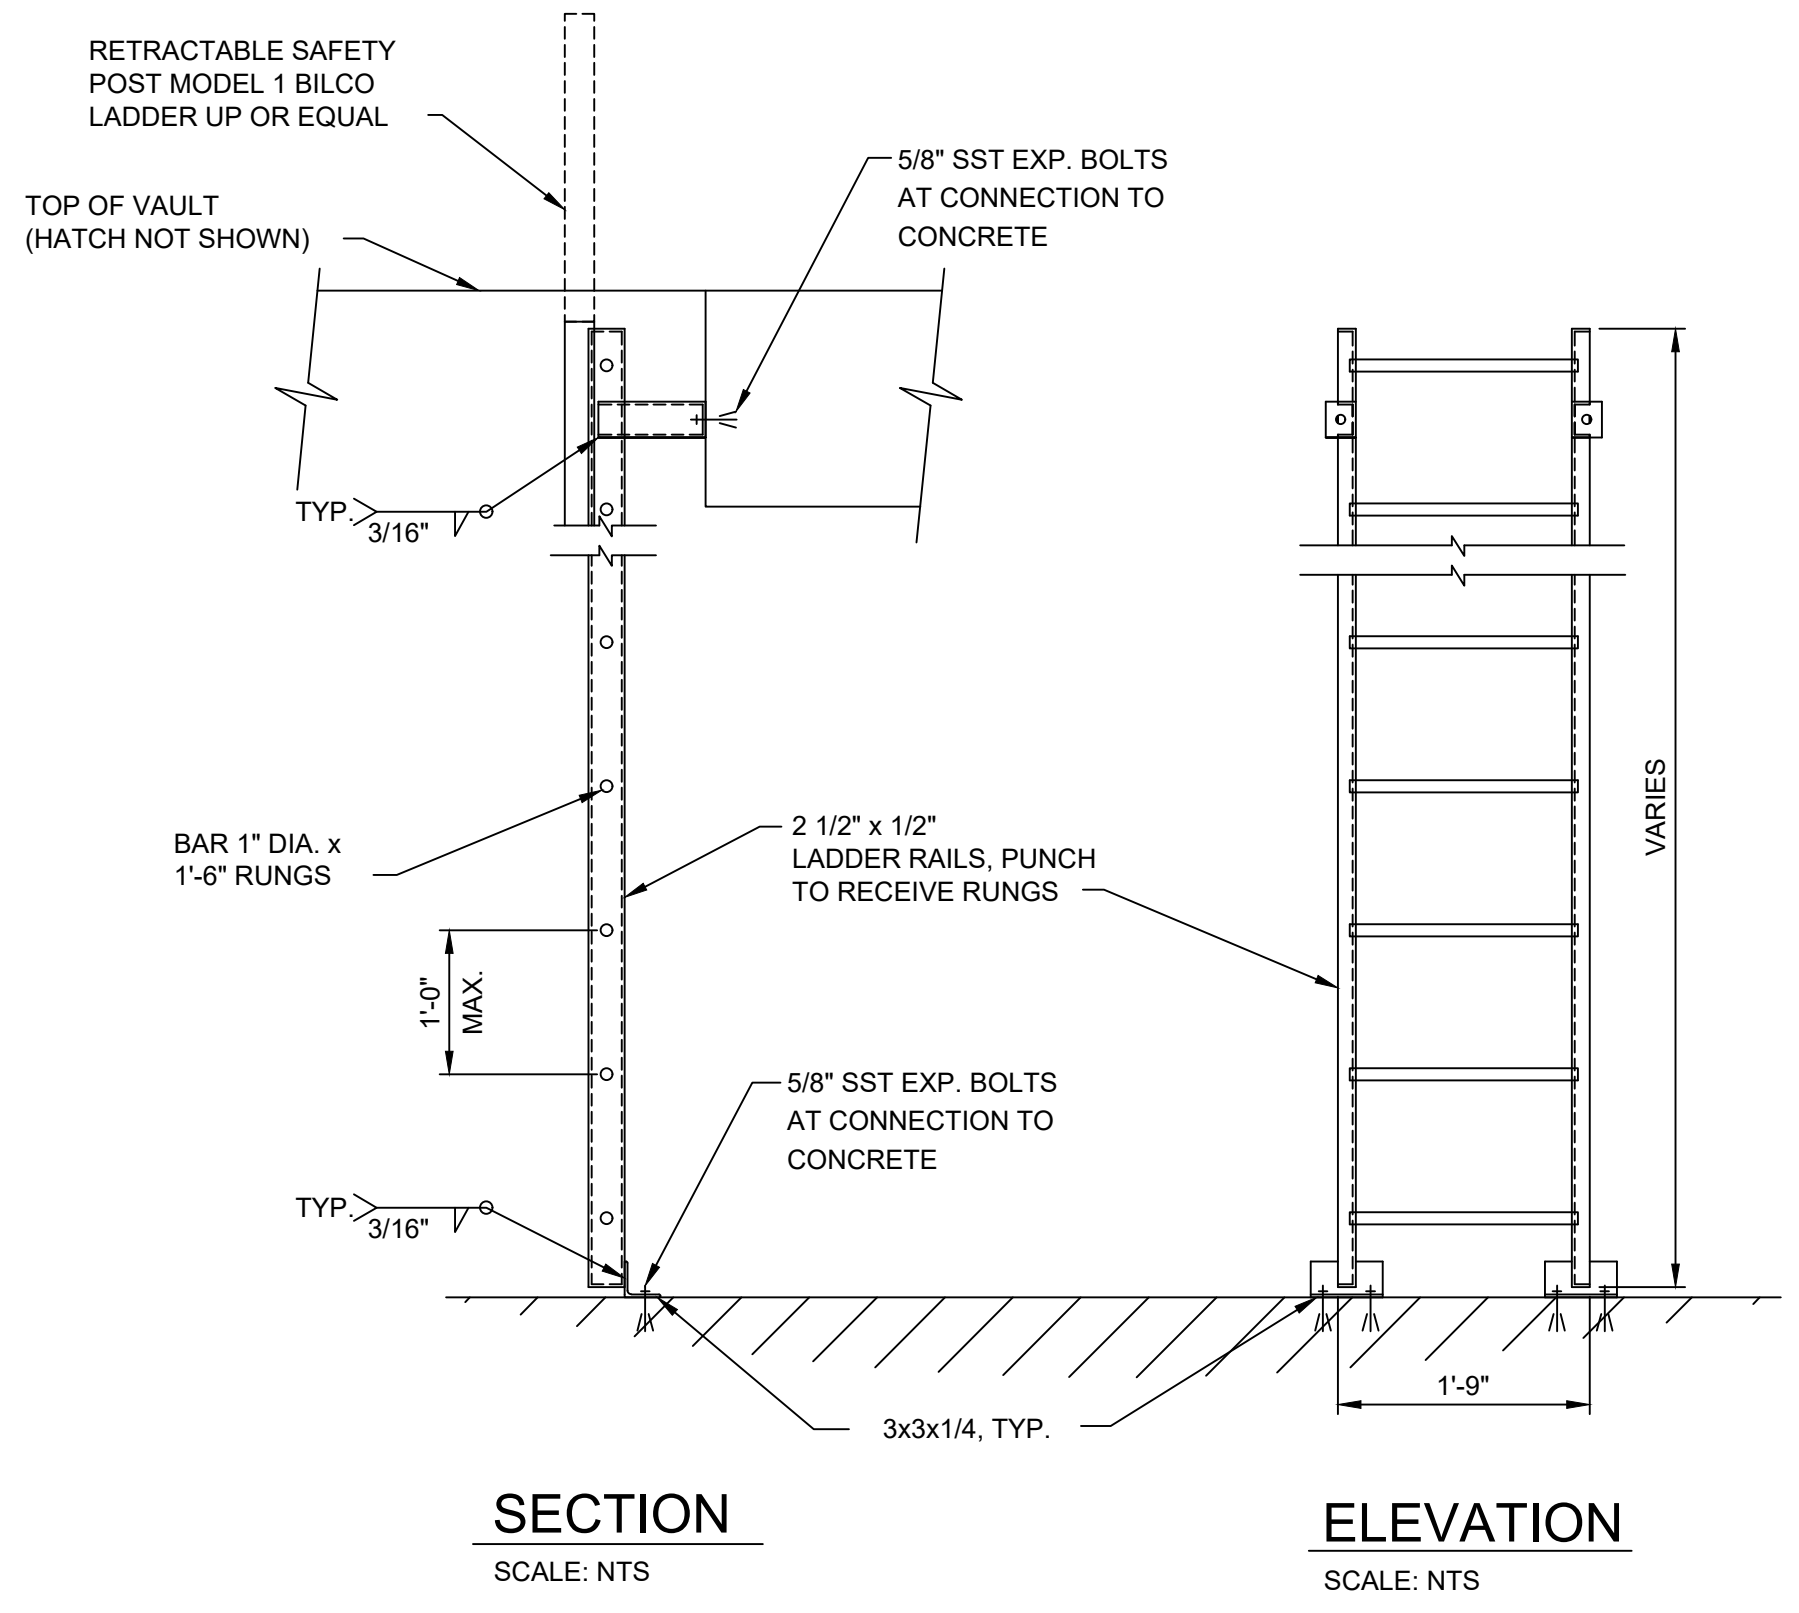 RETRACTABLE SAFETY
POST MODEL 1 BILCO
LADDER UP OR EQUAL
5/8" SST EXP. BOLTS
AT CONNECTION TO
CONCRETE
TOP OF VAULT
(HATCH NOT SHOWN)
TYP.
3/16"
BAR 1" DIA. x
1'-6" RUNGS
2 1/2" x 1/2"
LADDER RAILS, PUNCH
TO RECEIVE RUNGS
VARIES
1'-0"
MAX.
5/8" SST EXP. BOLTS
AT CONNECTION TO
CONCRETE
TYP.
3/16"
1'-9"
3x3x1/4, TYP.
SECTION
SCALE: NTS
ELEVATION
SCALE: NTS